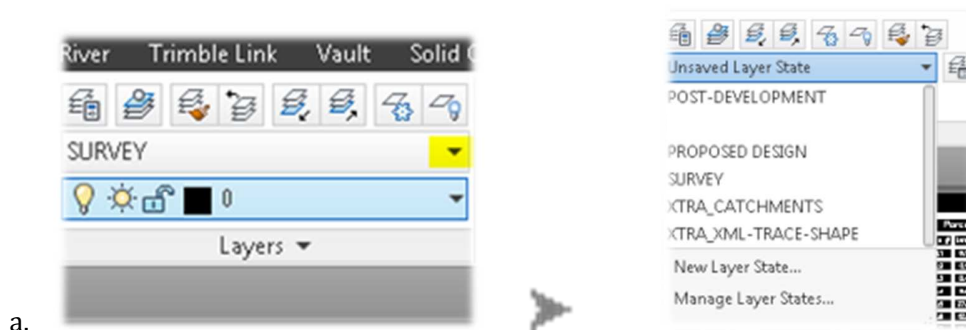 River Trimble Link Vault Solid
SURVEY
0
Layers
a.
Unsaved Layer State
POST-DEVELOPMENT
PROPOSED DESIGN
SURVEY
XTRA_CATCHMENTS
XTRA_XML-TRACE-SHAPE
New Layer State...
Manage Layer States...